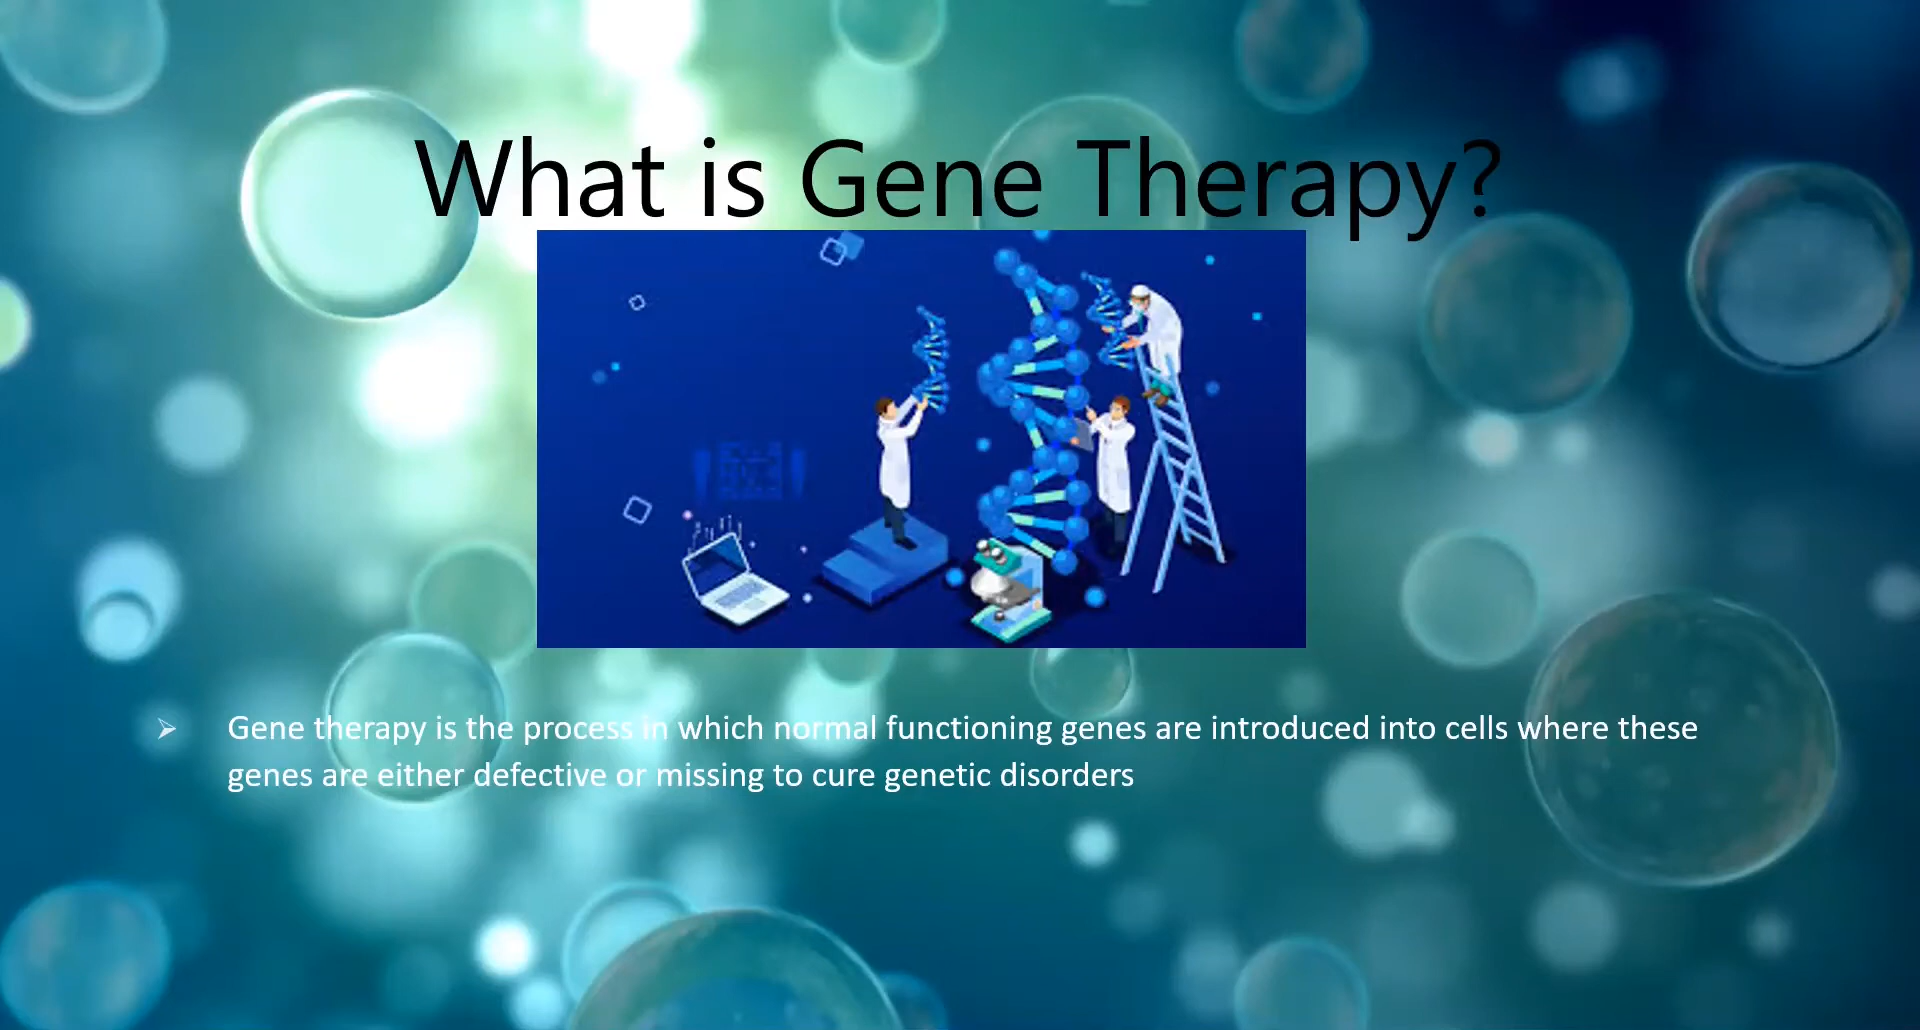 What is Gene Therapy?
Gene therapy is the process in which normal functioning genes are introduced into cells where these
genes are either defective or missing to cure genetic disorders